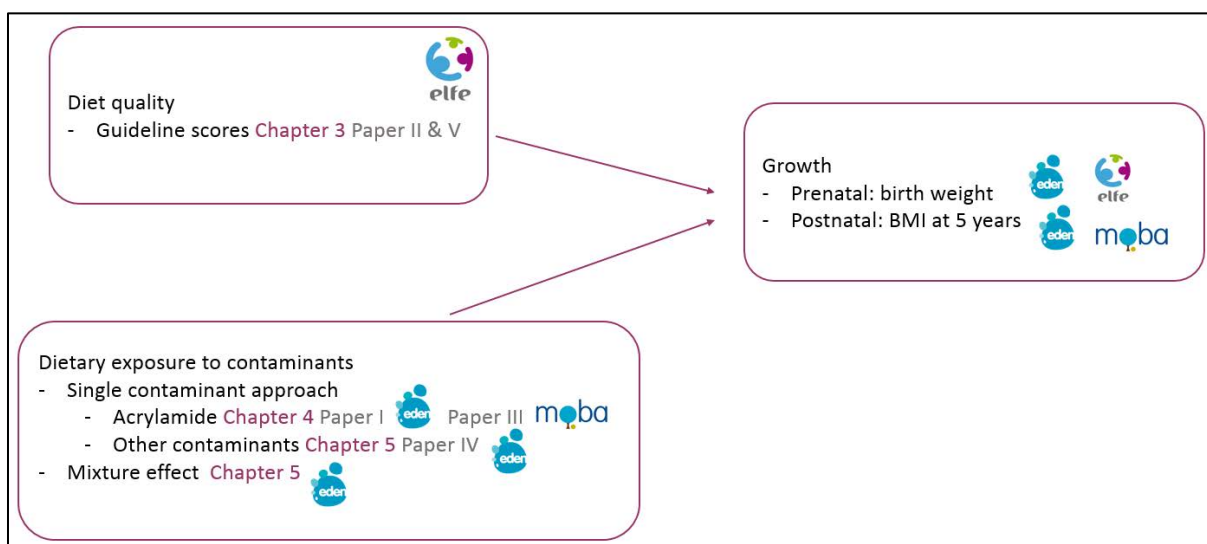 elfe
Diet quality
- Guideline scores Chapter 3 Paper II & V
Growth
- Prenatal: birth weight eden elfe
- Postnatal: BMI at 5 years eden moba
Dietary exposure to contaminants
- Single contaminant approach
- Acrylamide Chapter 4 Paper I eden Paper III moba
- Other contaminants Chapter 5 Paper IV eden
- Mixture effect Chapter 5 eden